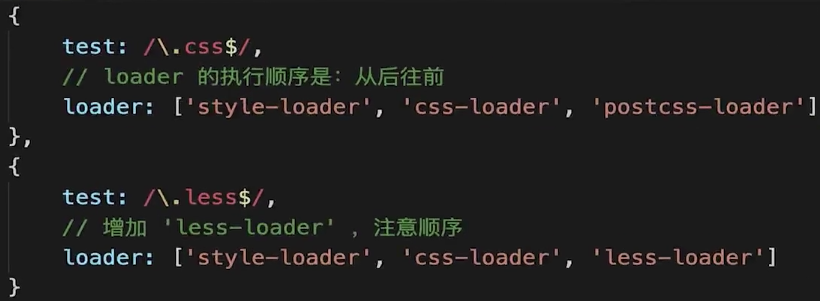 {
    test: /\.css$/,
    // loader 的执行顺序是：从后往前
    loader: ['style-loader', 'css-loader', 'postcss-loader']
},
{
    test: /\.less$/,
    // 增加 'less-loader' ，注意顺序
    loader: ['style-loader', 'css-loader', 'less-loader']
}